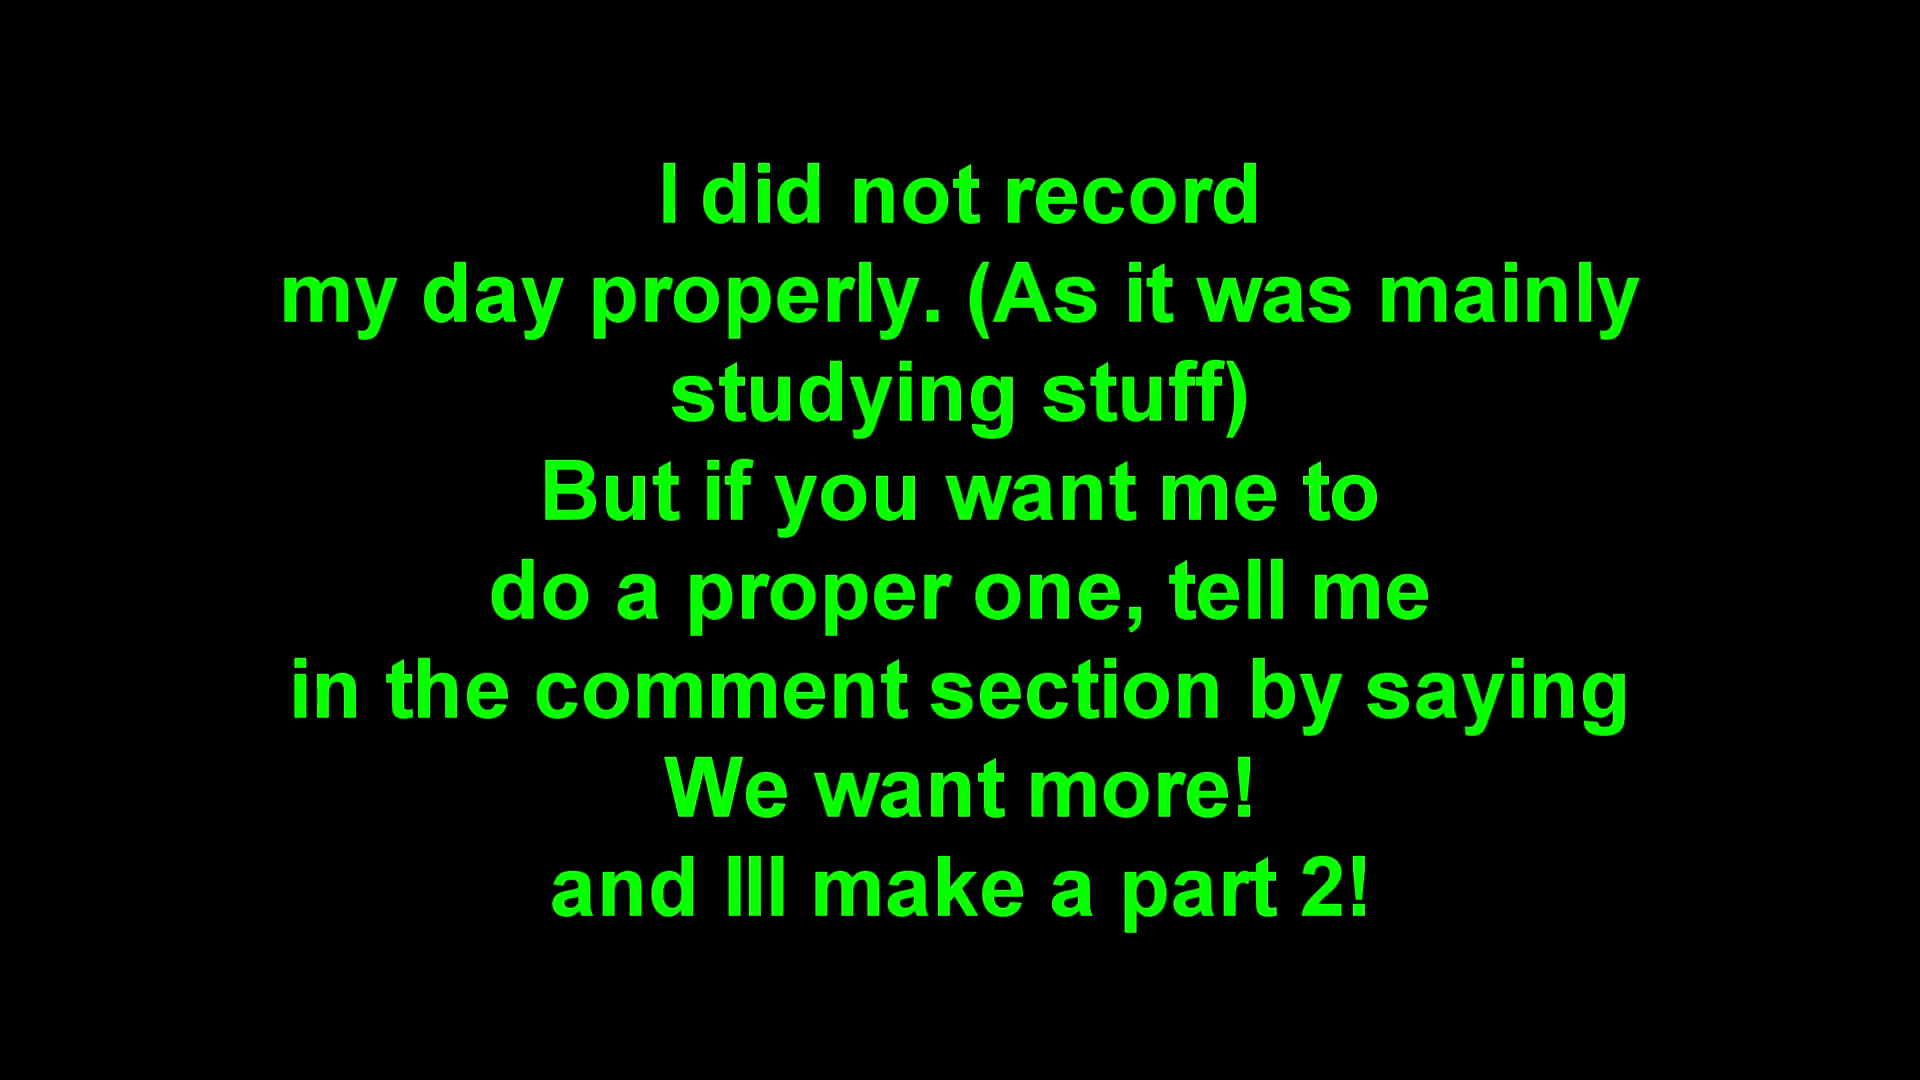 I did not record
my day properly. (As it was mainly
studying stuff)
But if you want me to
do a proper one, tell me
in the comment section by saying
We want more!
and Ill make a part 2!